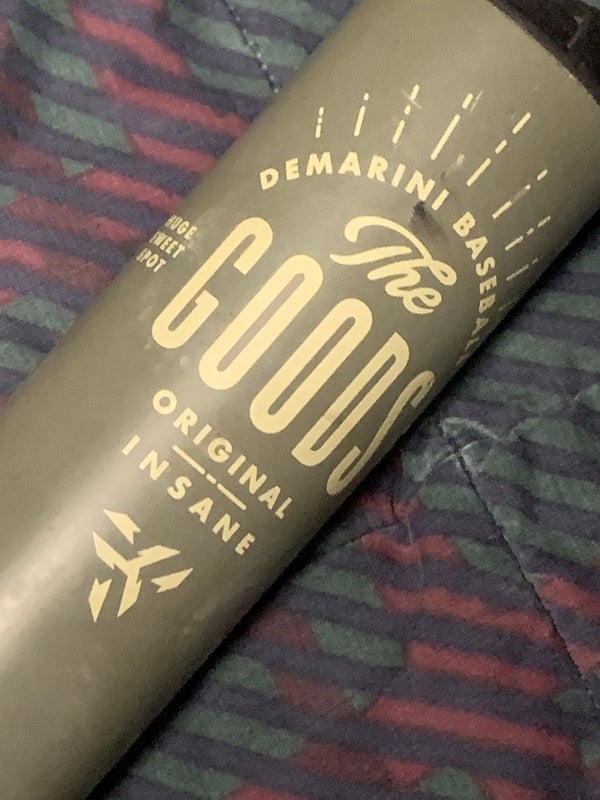 DEMARINI BASEBALL
HUGE
SWEET
SPOT
The
GOODS
ORIGINAL
INSANE